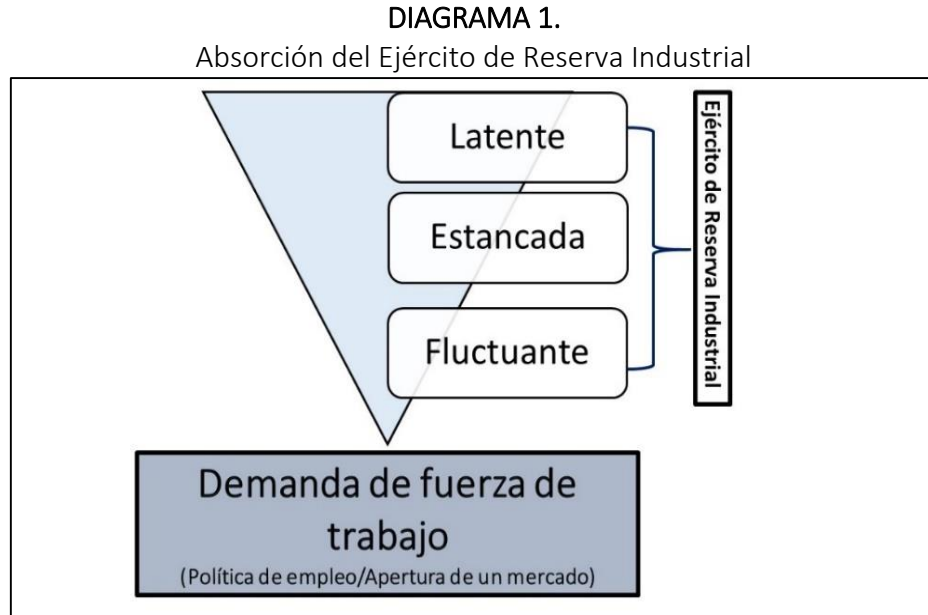 DIAGRAMA 1.
Absorción del Ejército de Reserva Industrial
Latente
Estancada
Fluctuante
Ejército de Reserva Industrial
Demanda de fuerza de
trabajo
(Política de empleo/Apertura de un mercado)